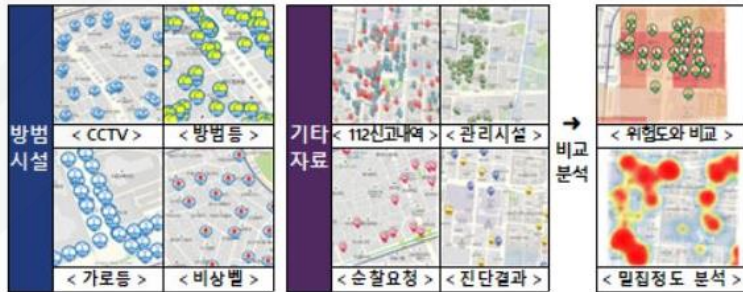 방범
시설
< CCTV >
< 방범등 >
< 가로등 >
< 비상벨 >
기타
자료
< 112신고내역 >
< 관리시설 >
< 순찰요청 >
< 진단결과 >
➜
비교
분석
< 위험도와 비교 >
< 밀집정도 분석 >